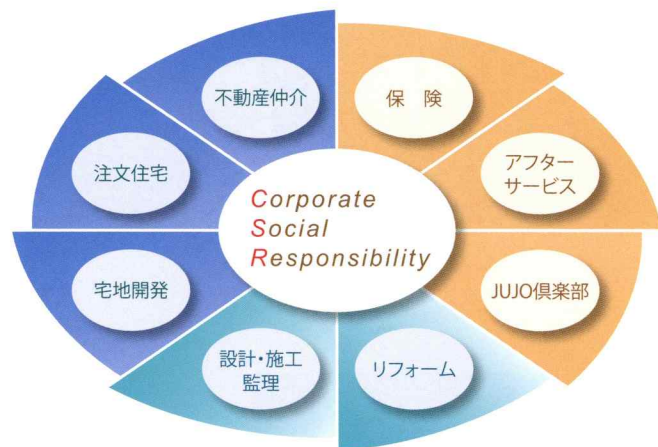 不動産仲介
保　険
注文住宅
アフター
サービス
Corporate
Social
Responsibility
宅地開発
JUJO倶楽部
設計・施工
監理
リフォーム